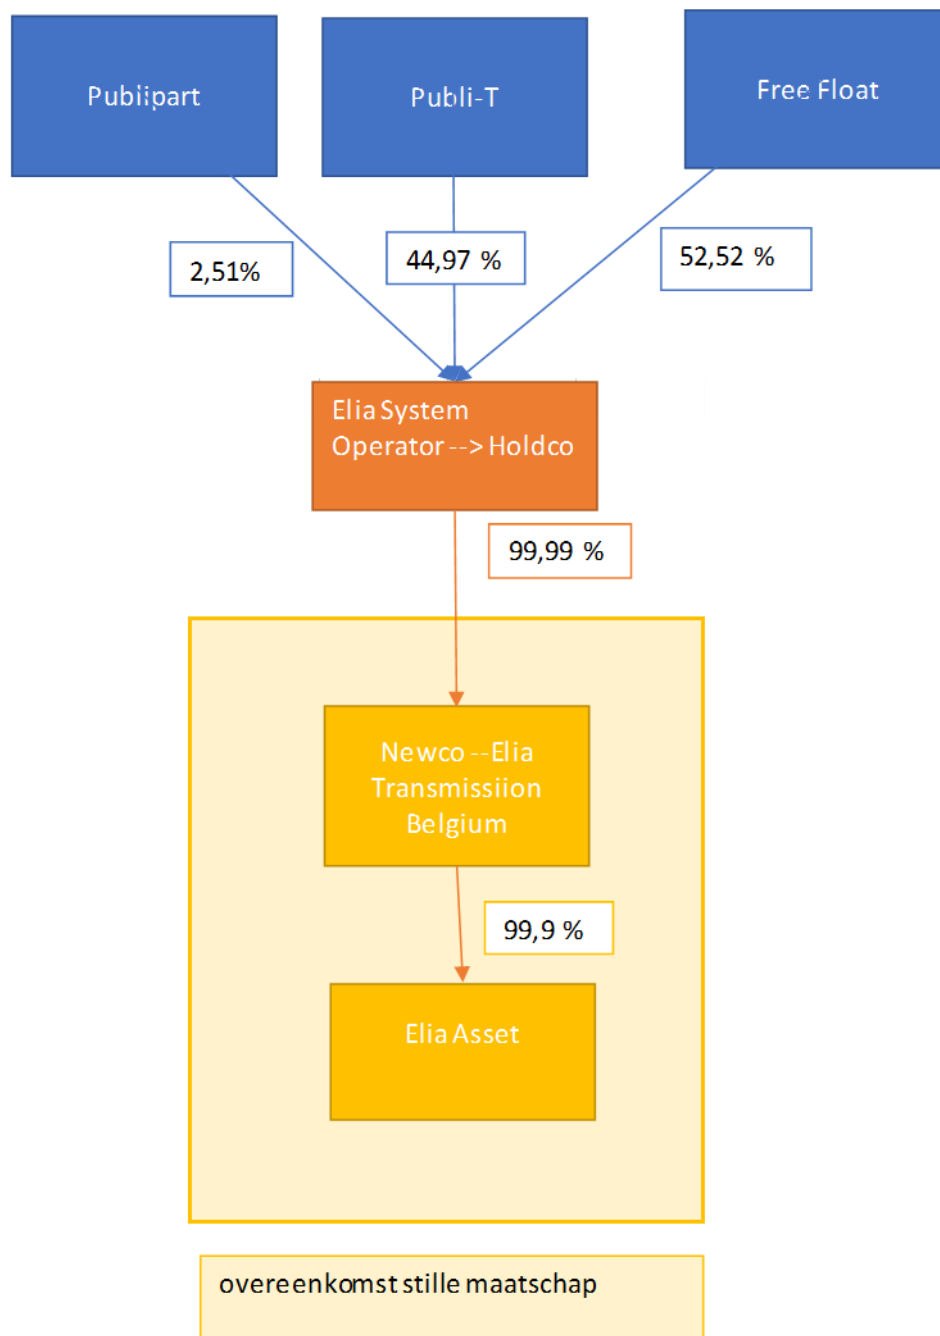 Publipart
Publi-T
Free Float
2,51%
44,97 %
52,52 %
Elia System
Operator --> Holdco
99,99 %
Newco --Elia
Transmissiion
Belgium
99,9 %
Elia Asset
overeenkomst stille maatschap